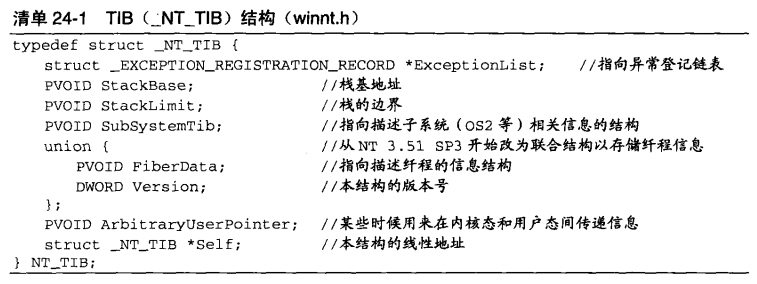 清单 24-1 TIB（_NT_TIB）结构（winnt.h）
typedef struct _NT_TIB {
struct _EXCEPTION_REGISTRATION_RECORD *ExceptionList; //指向异常登记链表
PVOID StackBase; //栈基地址
PVOID StackLimit; //栈的边界
PVOID SubSystemTib; //指向描述子系统（OS2 等）相关信息的结构
union { //从 NT 3.51 SP3 开始改为联合结构以存储纤程信息
PVOID FiberData; //指向描述纤程的信息结构
DWORD Version; //本结构的版本号
};
PVOID ArbitraryUserPointer; //某些时候用来在内核态和用户态间传递信息
struct _NT_TIB *Self; //本结构的线性地址
} NT_TIB;